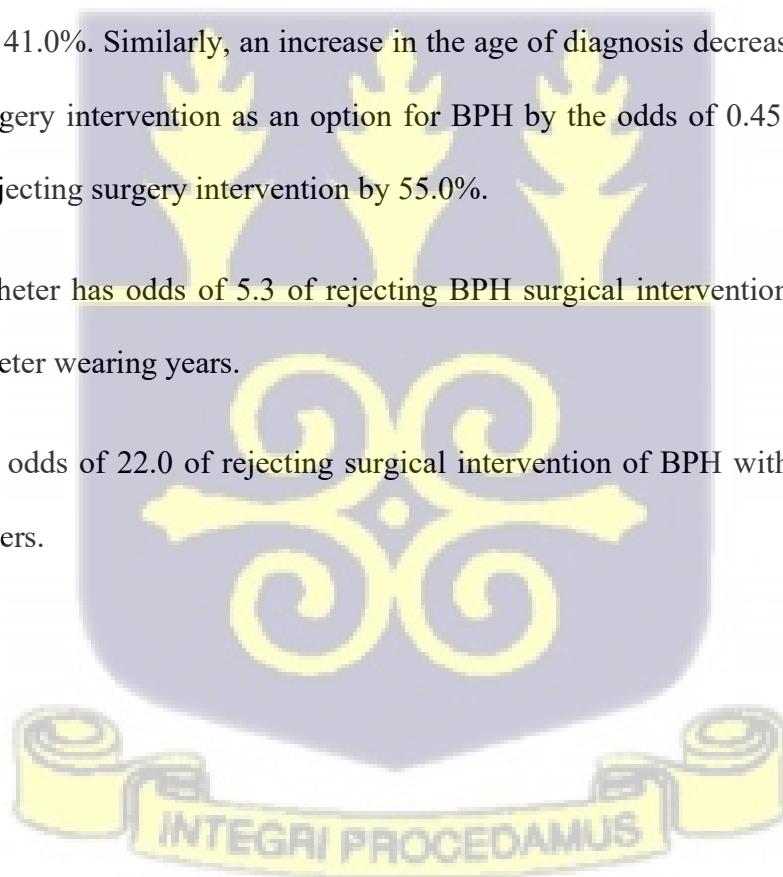 41.0%. Similarly, an increase in the age of diagnosis decreas
gery intervention as an option for BPH by the odds of 0.45
jecting surgery intervention by 55.0%.
heter has odds of 5.3 of rejecting BPH surgical intervention
eter wearing years.
odds of 22.0 of rejecting surgical intervention of BPH with
ers.
INTEGRI PROCEDAMUS